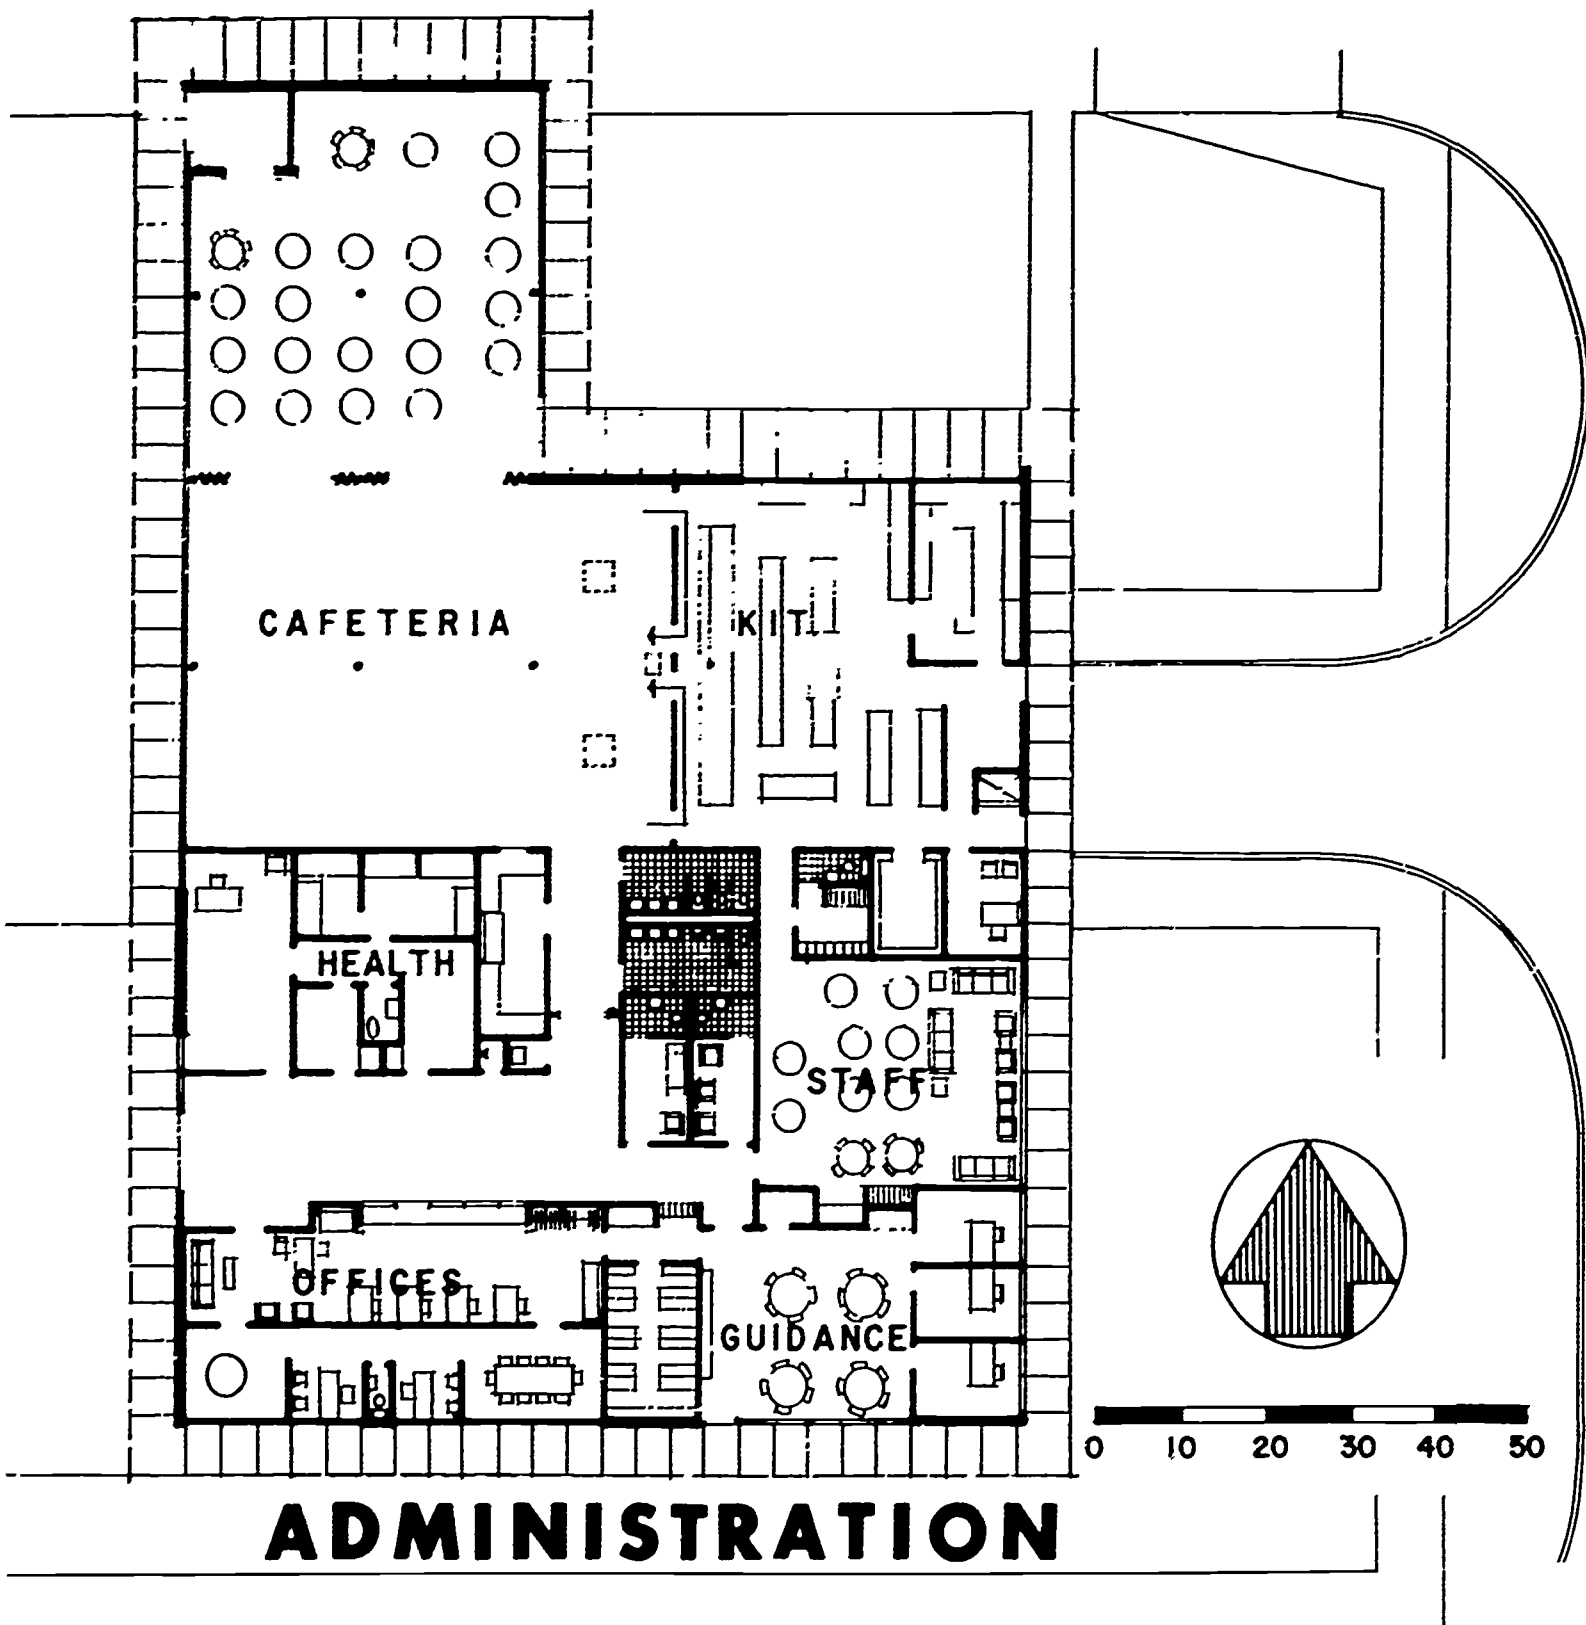 CAFETERIA
KIT.
HEALTH
STAFF
OFFICES
GUIDANCE
0 10 20 30 40 50
ADMINISTRATION